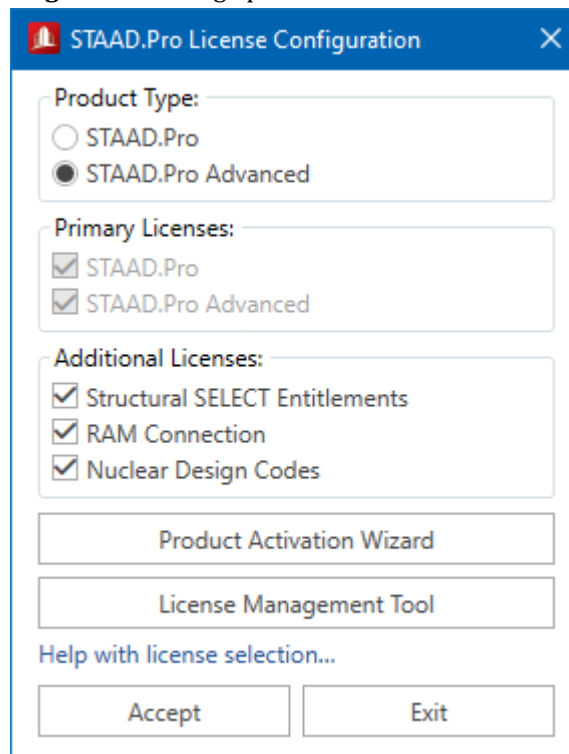 STAAD.Pro License Configuration
Product Type:
STAAD.Pro
STAAD.Pro Advanced
Primary Licenses:
STAAD.Pro
STAAD.Pro Advanced
Additional Licenses:
Structural SELECT Entitlements
RAM Connection
Nuclear Design Codes
Product Activation Wizard
License Management Tool
Help with license selection...
Accept Exit